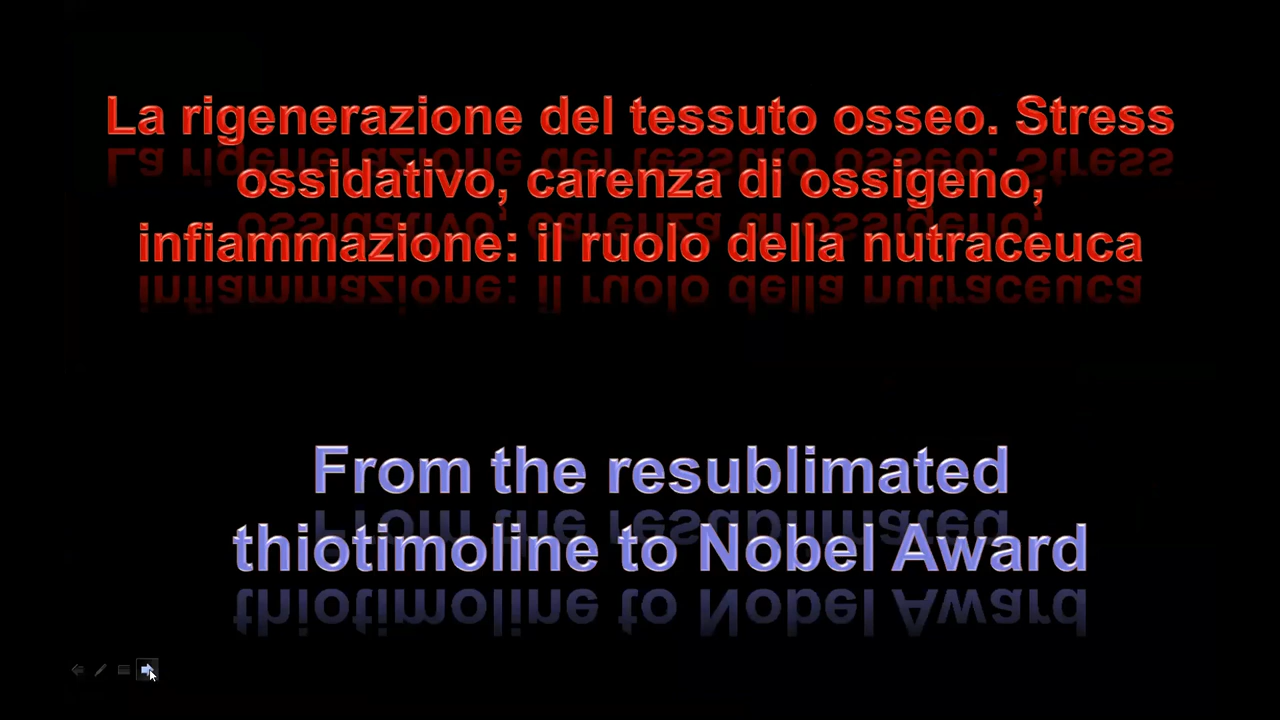 La rigenerazione del tessuto osseo. Stress
ossidativo, carenza di ossigeno,
infiammazione: il ruolo della nutraceuca
From the resublimated
thiotimoline to Nobel Award